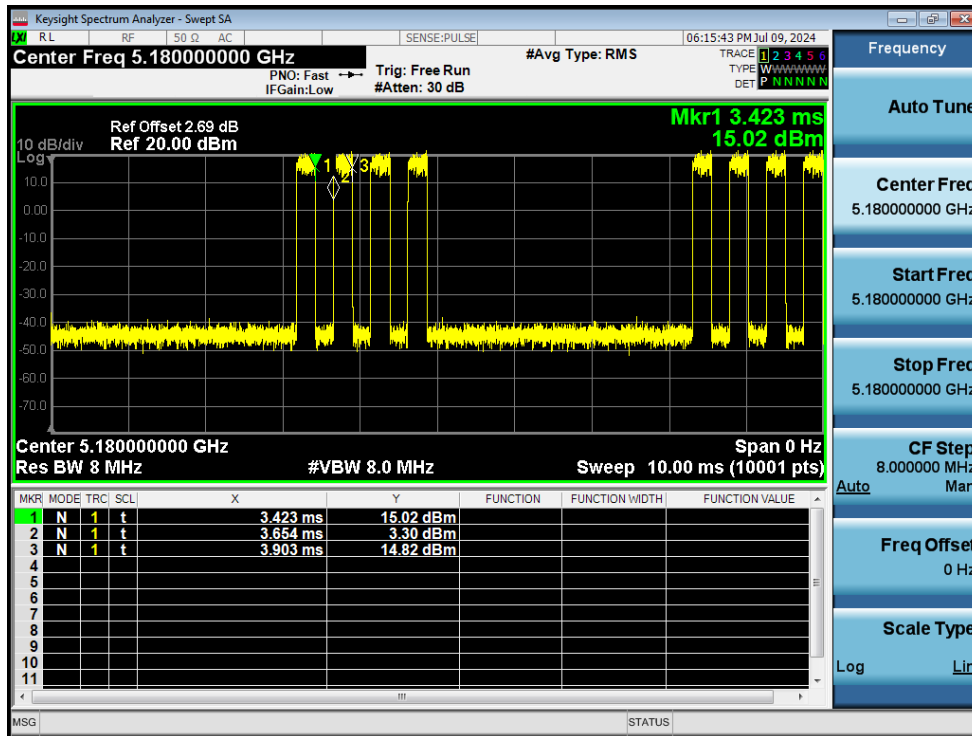 Keysight Spectrum Analyzer - Swept SA
LXI RL RF 50 Ω AC SENSE:PULSE 06:15:43 PM Jul 09, 2024
Center Freq 5.180000000 GHz
PNO: Fast
IFGain:Low
Trig: Free Run
#Atten: 30 dB
#Avg Type: RMS
TRACE 1 2 3 4 5 6
TYPE WWWWWW
DET P N N N N N
Mkr1 3.423 ms
15.02 dBm
Ref Offset 2.69 dB
10 dB/div Ref 20.00 dBm
Log
10.0
0.00
-10.0
-20.0
-30.0
-40.0
-50.0
-60.0
-70.0
1
2
3
Center 5.180000000 GHz Span 0 Hz
Res BW 8 MHz #VBW 8.0 MHz Sweep 10.00 ms (10001 pts)
MKR MODE TRC SCL X Y FUNCTION FUNCTION WIDTH FUNCTION VALUE
1 N 1 t 3.423 ms 15.02 dBm
2 N 1 t 3.654 ms 3.30 dBm
3 N 1 t 3.903 ms 14.82 dBm
4
5
6
7
8
9
10
11
MSG STATUS
Frequency
Auto Tune
Center Freq
5.180000000 GHz
Start Freq
5.180000000 GHz
Stop Freq
5.180000000 GHz
CF Step
8.000000 MHz
Auto Man
Freq Offset
0 Hz
Scale Type
Log Lin